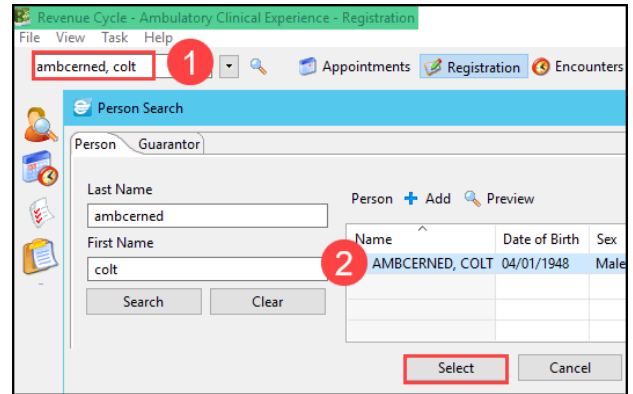 Revenue Cycle - Ambulatory Clinical Experience - Registration
File View Task Help
ambcerned, colt 1 Appointments Registration Encounters
Person Search
Person Guarantor
Last Name
Person Add Preview
ambcerned
Name Date of Birth Sex
First Name
2 AMBCERNED, COLT 04/01/1948 Male
colt
Search Clear
Select Cancel